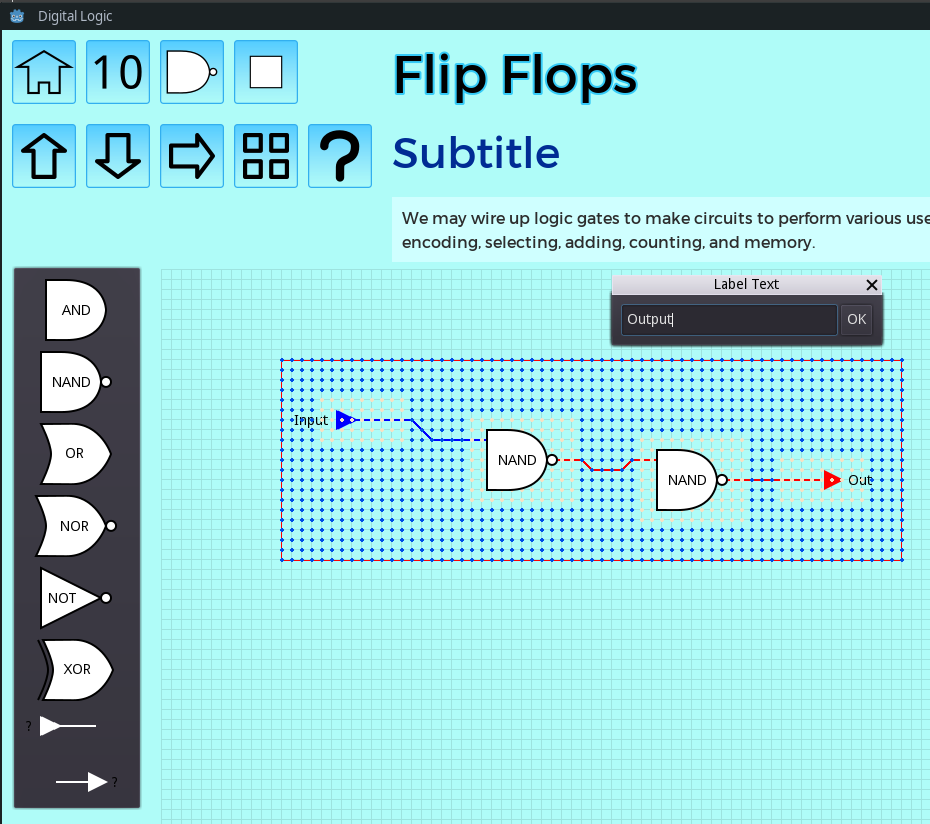 Digital Logic
10
Flip Flops
?
Subtitle
We may wire up logic gates to make circuits to perform various use
encoding, selecting, adding, counting, and memory.
Label Text
Output
OK
AND
NAND
OR
NOR
NOT
XOR
?
?
Input
NAND
NAND
Out